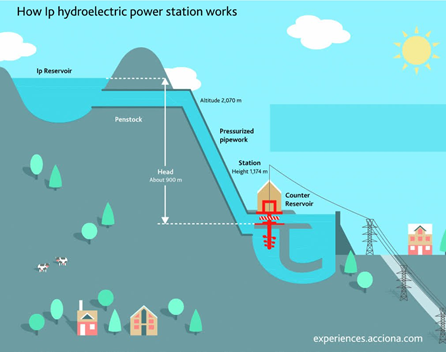 How Ip hydroelectric power station works
Ip Reservoir
Altitude 2,070 m
Penstock
Pressurized
pipework
Station
Height 1,174 m
Head
About 900 m
Counter
Reservoir
experiences.acciona.com